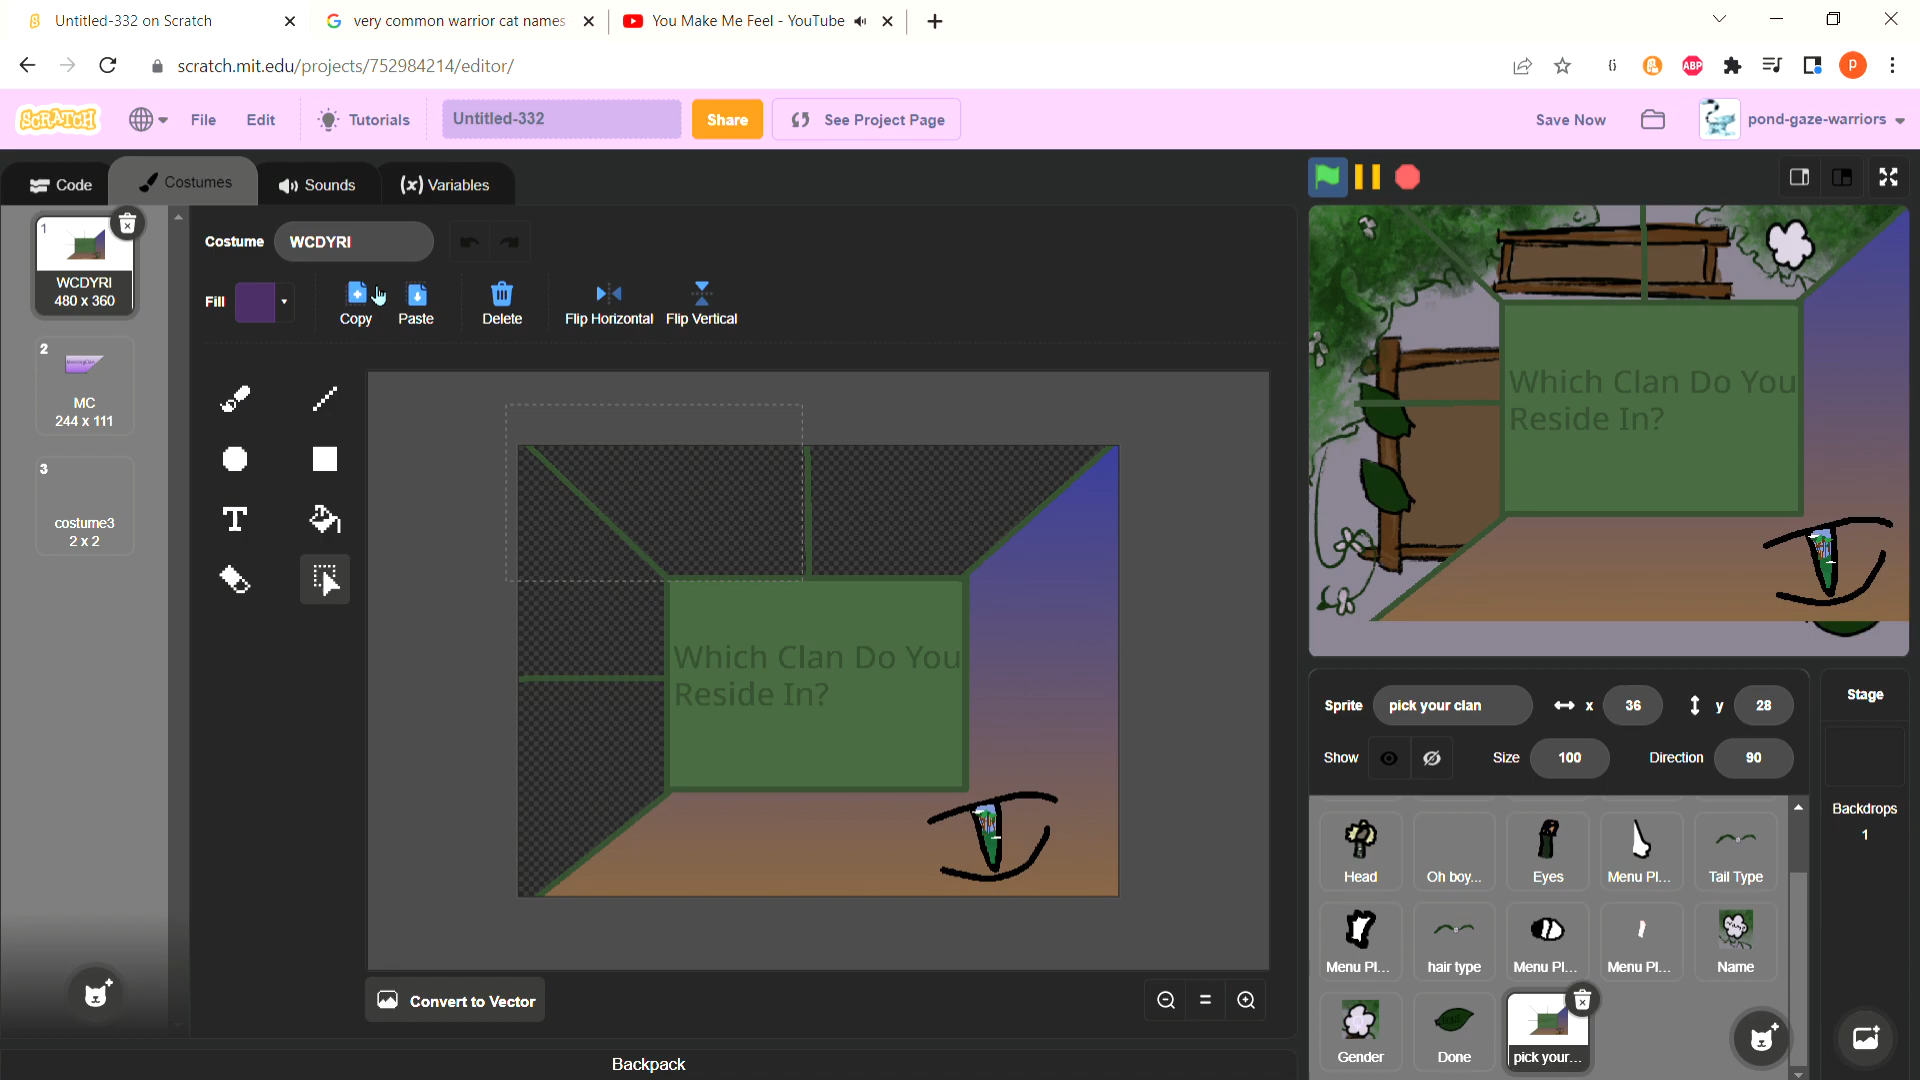 Untitled-332 on Scratch
very common warrior cat names
You Make Me Feel - YouTube
scratch.mit.edu/projects/752984214/editor/
ABP
p
SCRATCH
File
Edit
Tutorials
Untitled-332
Share
See Project Page
Save Now
pond-gaze-warriors
Code
Costumes
Sounds
(x) Variables
1
WCDYRI
480 x 360
2
MC
244 x 111
3
costume3
2 x 2
Costume
WCDYRI
Fill
Copy
Paste
Delete
Flip Horizontal
Flip Vertical
T
Which Clan Do You
Reside In?
Convert to Vector
Backpack
Which Clan Do You
Reside In?
Sprite
pick your clan
x
36
y
28
Show
Size
100
Direction
90
Stage
Backdrops
1
Head
Oh boy...
Eyes
Menu Pl...
Tail Type
Menu Pl...
hair type
Menu Pl...
Menu Pl...
Name
Gender
Done
pick your...